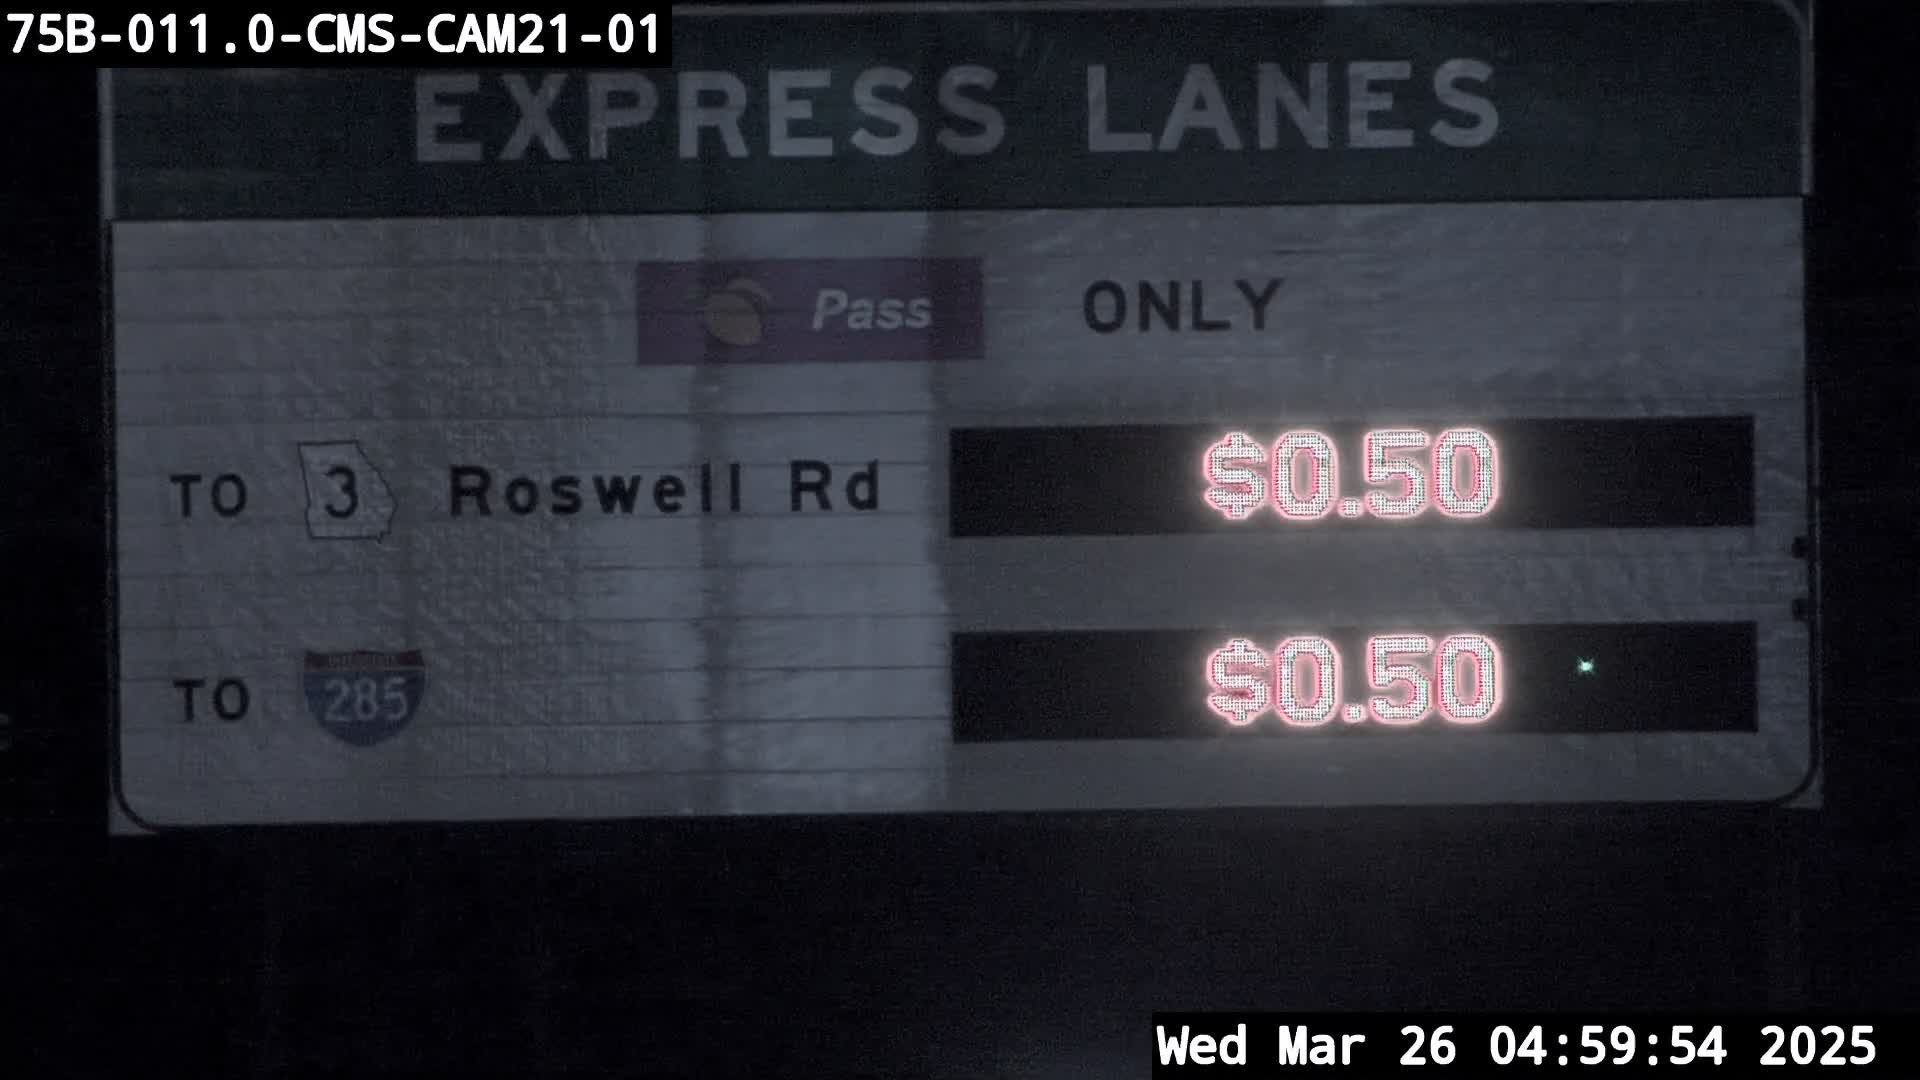 75B-011.0-CMS-CAM21-01
EXPRESS LANES
Pass ONLY
TO 3 Roswell Rd $0.50
TO INTERSTATE 285 $0.50
Wed Mar 26 04:59:54 2025